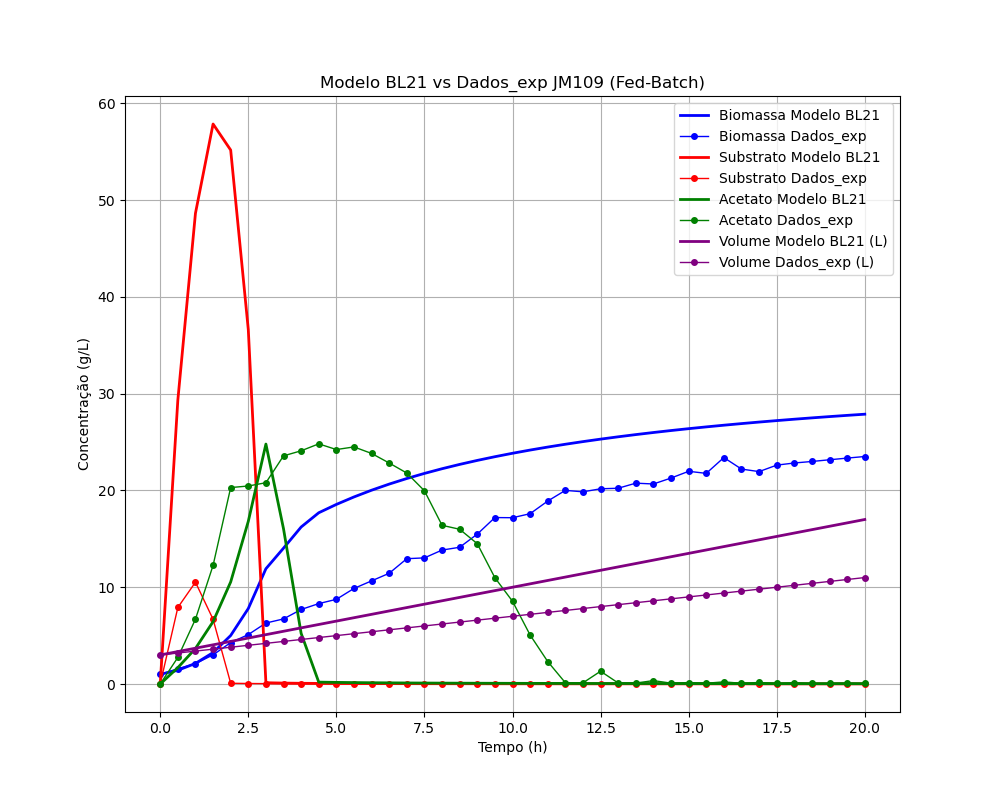 Modelo BL21 vs Dados_exp JM109 (Fed-Batch)
60
50
40
30
20
10
0
Concentração (g/L)
Biomassa Modelo BL21
Biomassa Dados_exp
Substrato Modelo BL21
Substrato Dados_exp
Acetato Modelo BL21
Acetato Dados_exp
Volume Modelo BL21 (L)
Volume Dados_exp (L)
0.0 2.5 5.0 7.5 10.0 12.5 15.0 17.5 20.0
Tempo (h)